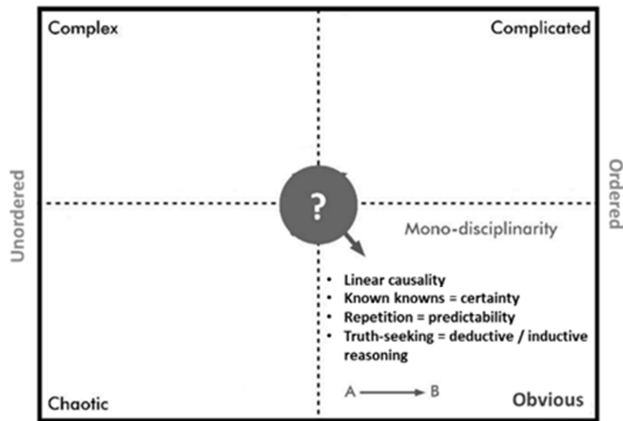 Complex
Complicated
Unordered
Ordered
?
Mono-disciplinarity
• Linear causality
• Known knowns = certainty
• Repetition = predictability
• Truth-seeking = deductive / inductive
reasoning
A B
Chaotic
Obvious